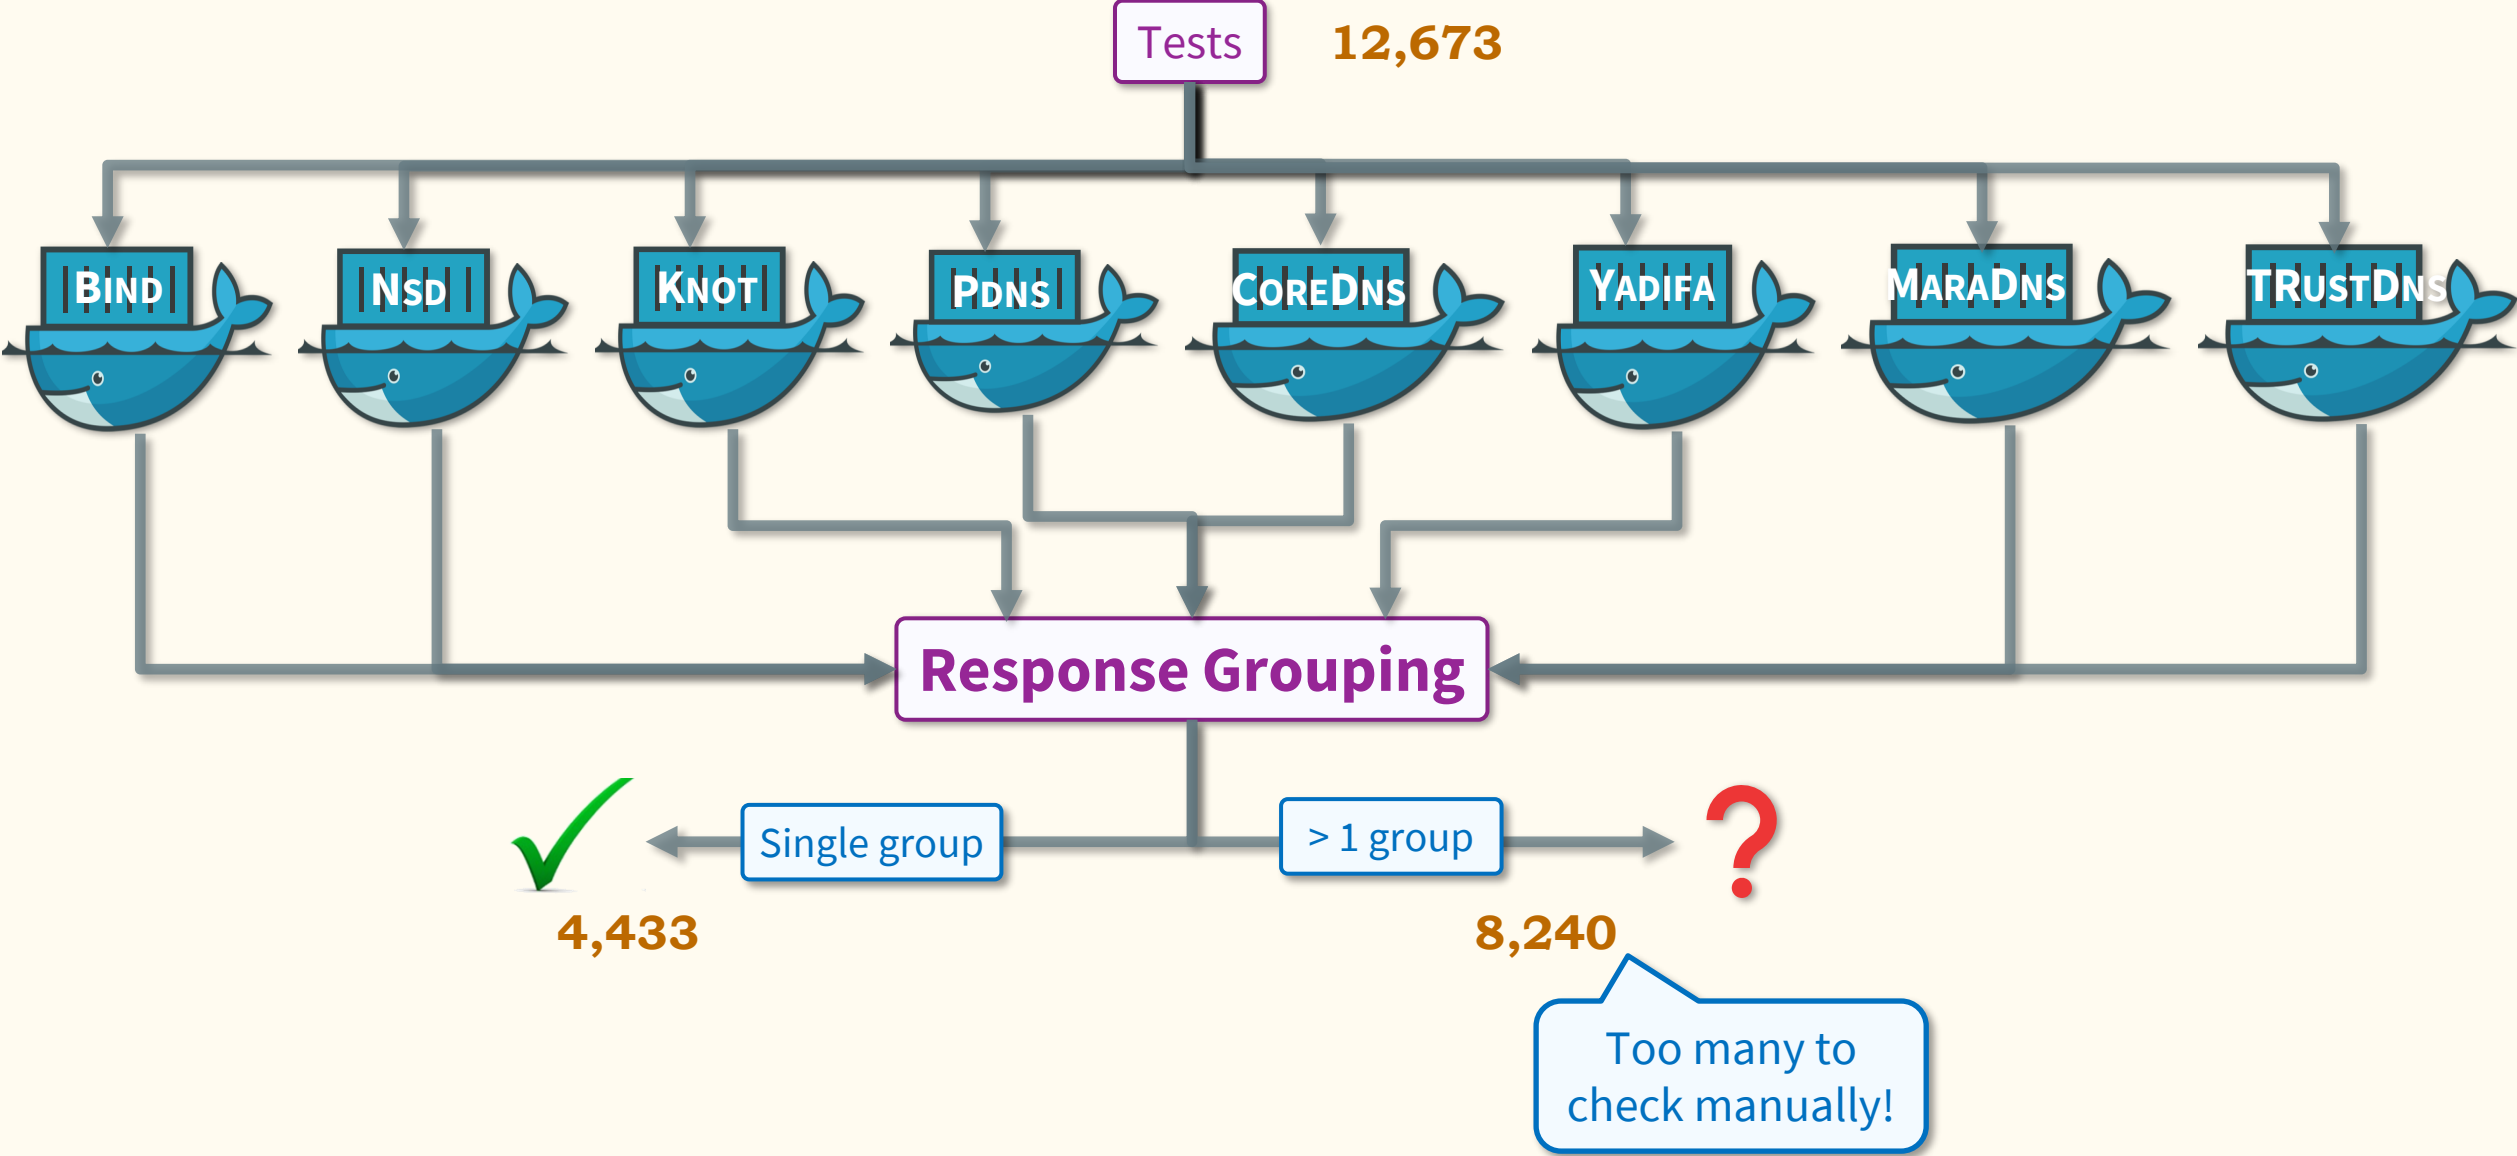 Tests
12,673
BIND
NSD
KNOT
PDNS
COREDNS
YADIFA
MARADNS
TRUSTDNS
Response Grouping
Single group
> 1 group
?
4,433
8,240
Too many to
check manually!